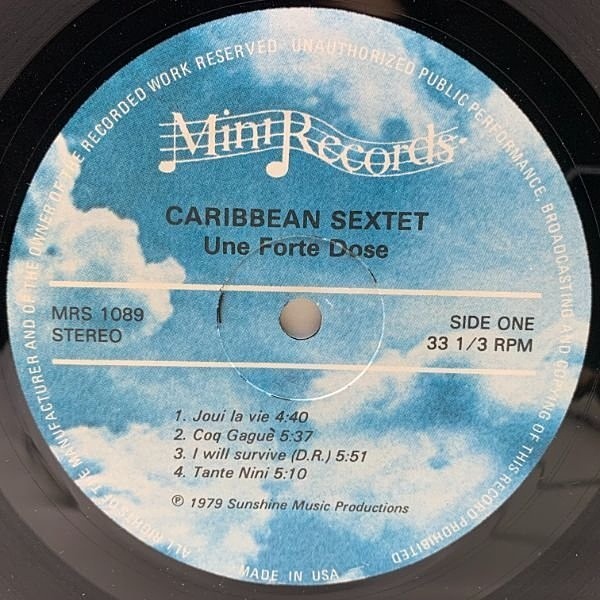 ALL RIGHTS OF THE MANUFACTURER AND OF THE OWNER OF THE RECORDED WORK RESERVED · UNAUTHORIZED PUBLIC PERFORMANCE, BROADCASTING AND COPYING OF THIS RECORD PROHIBITED
Mini Records
CARIBBEAN SEXTET
Une Forte Dose
MRS 1089
STEREO
SIDE ONE
33 1/3 RPM
1. Joui la vie 4:40
2. Coq Gaguè 5:37
3. I will survive (D.R.) 5:51
4. Tante Nini 5:10
℗ 1979 Sunshine Music Productions
MADE IN USA